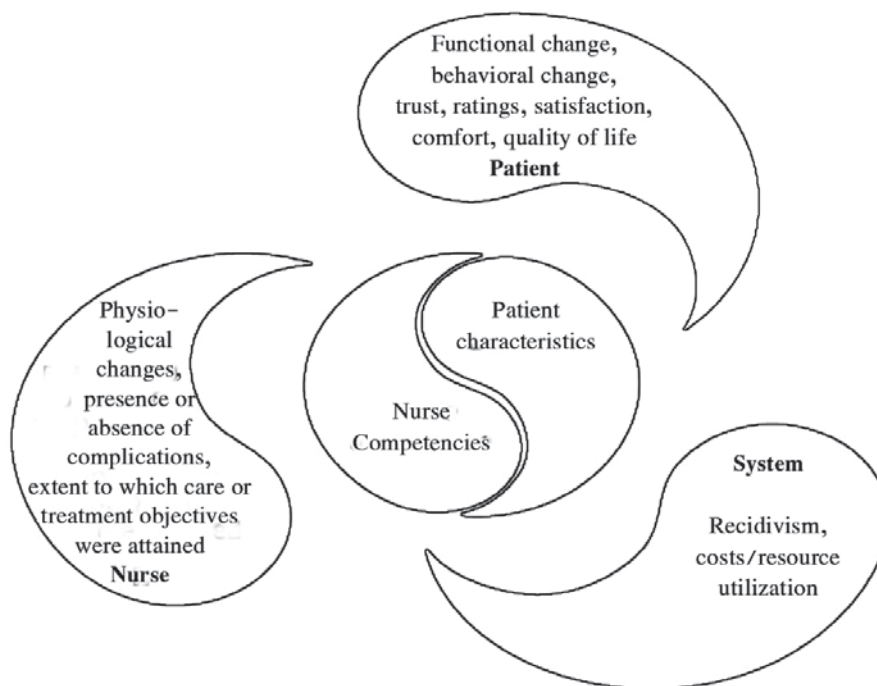 Functional change,
behavioral change,
trust, ratings, satisfaction,
comfort, quality of life
Patient
Physio-
logical
changes,
presence or
absence of
complications,
extent to which care or
treatment objectives
were attained
Nurse
Patient
characteristics
Nurse
Competencies
System
Recidivism,
costs/resource
utilization